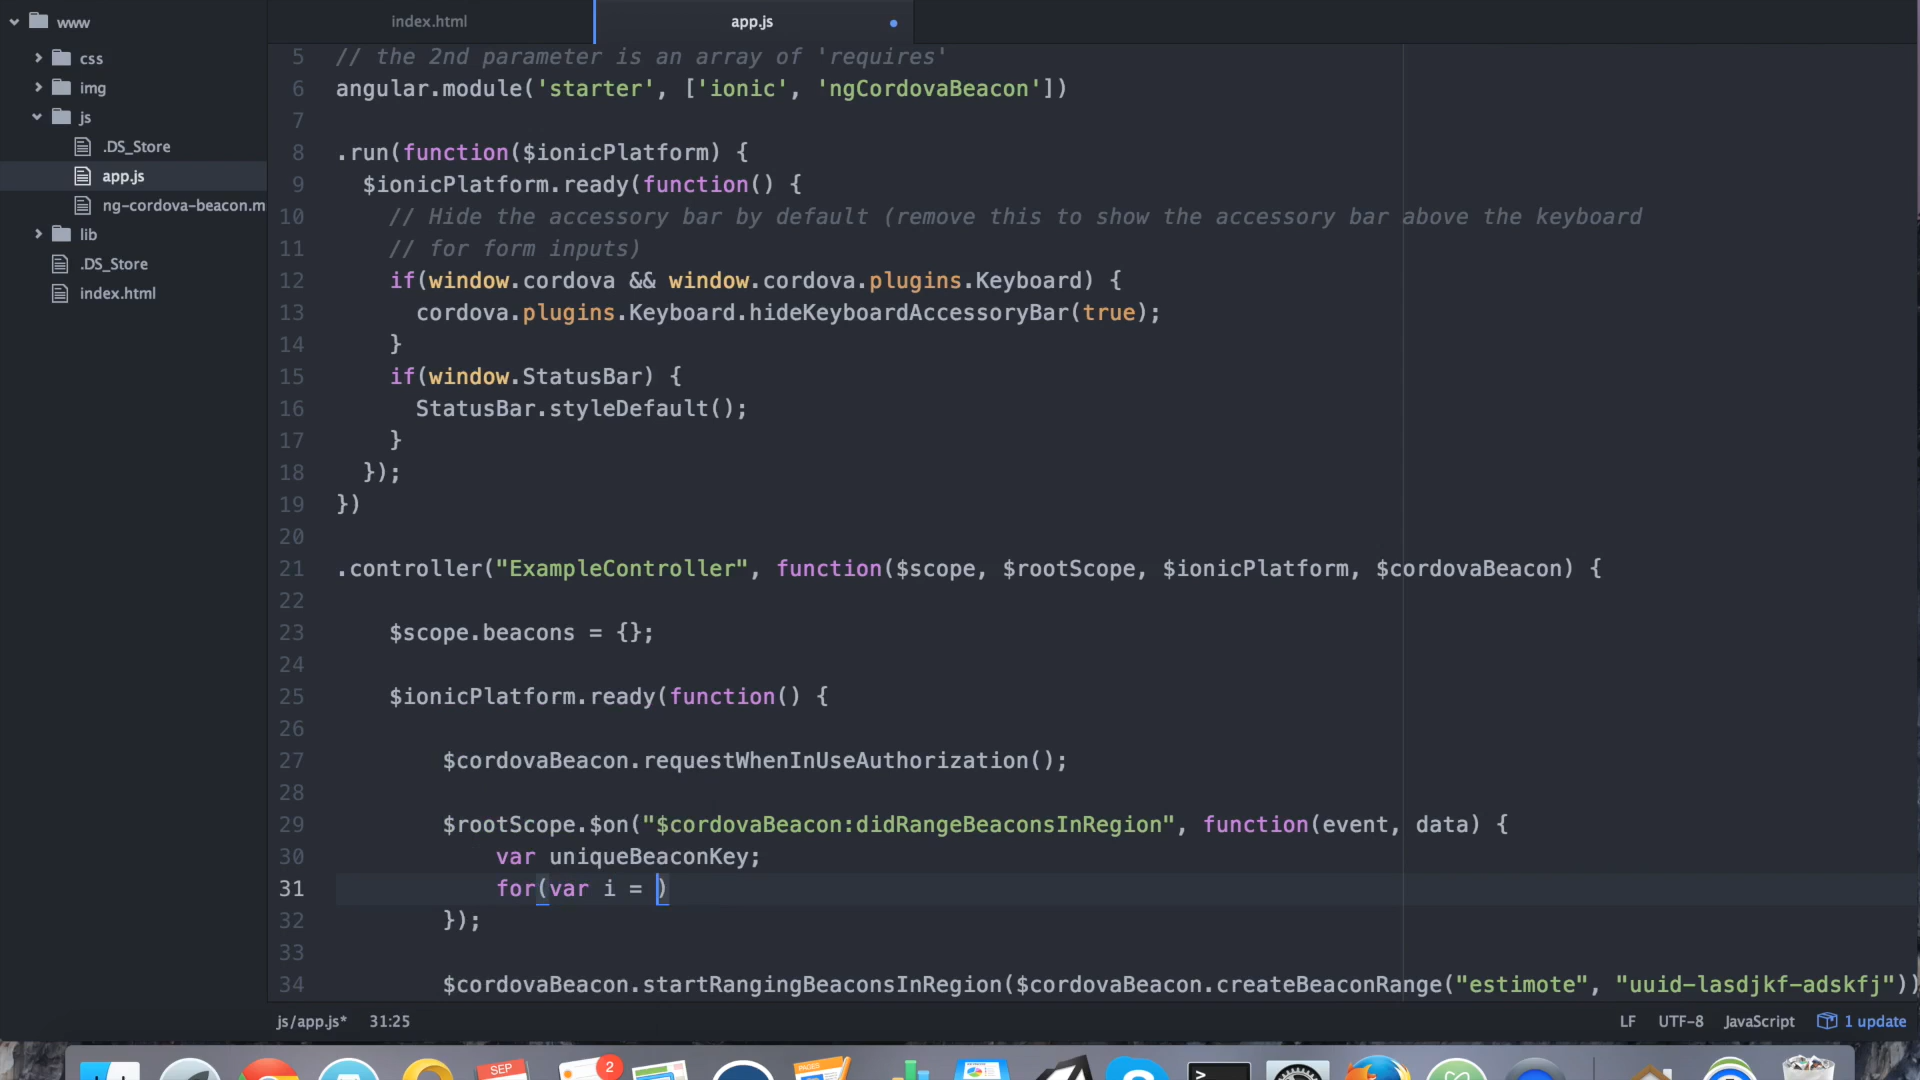 www
css
img
js
.DS_Store
app.js
ng-cordova-beacon.m
lib
.DS_Store
index.html
index.html
app.js
5 // the 2nd parameter is an array of 'requires'
6 angular.module('starter', ['ionic', 'ngCordovaBeacon'])
7
8 .run(function($ionicPlatform) {
9 $ionicPlatform.ready(function() {
10 // Hide the accessory bar by default (remove this to show the accessory bar above the keyboard
11 // for form inputs)
12 if(window.cordova && window.cordova.plugins.Keyboard) {
13 cordova.plugins.Keyboard.hideKeyboardAccessoryBar(true);
14 }
15 if(window.StatusBar) {
16 StatusBar.styleDefault();
17 }
18 });
19 })
20
21 .controller("ExampleController", function($scope, $rootScope, $ionicPlatform, $cordovaBeacon) {
22
23 $scope.beacons = {};
24
25 $ionicPlatform.ready(function() {
26
27 $cordovaBeacon.requestWhenInUseAuthorization();
28
29 $rootScope.$on("$cordovaBeacon:didRangeBeaconsInRegion", function(event, data) {
30 var uniqueBeaconKey;
31 for(var i = )
32 });
33
34 $cordovaBeacon.startRangingBeaconsInRegion($cordovaBeacon.createBeaconRange("estimote", "uuid-lasdjkf-adskfj"))
js/app.js* 31:25 LF UTF-8 JavaScript 1 update
SEP 2 PAGES